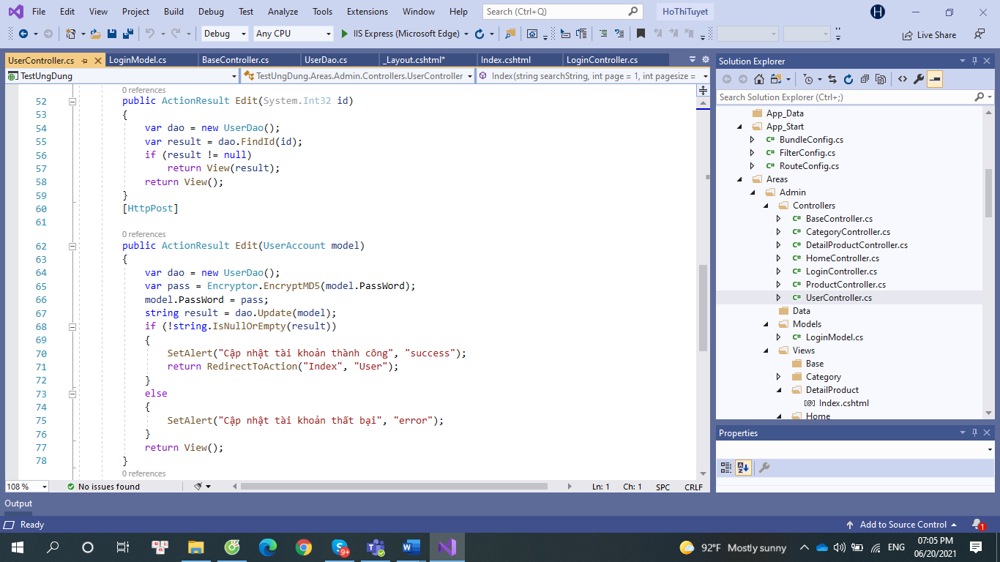 File Edit View Project Build Debug Test Analyze Tools Extensions Window Help Search (Ctrl+Q) HoThiTuyet H
Debug Any CPU IIS Express (Microsoft Edge) Live Share
UserController.cs LoginModel.cs BaseController.cs UserDao.cs _Layout.cshtml* Index.cshtml LoginController.cs
TestUngDung TestUngDung.Areas.Admin.Controllers.UserController Index(string searchString, int page = 1, int pagesize =
0 references
52 public ActionResult Edit(System.Int32 id)
53 {
54 var dao = new UserDao();
55 var result = dao.FindId(id);
56 if (result != null)
57 return View(result);
58 return View();
59 }
60 [HttpPost]
61
0 references
62 public ActionResult Edit(UserAccount model)
63 {
64 var dao = new UserDao();
65 var pass = Encryptor.EncryptMD5(model.PassWord);
66 model.PassWord = pass;
67 string result = dao.Update(model);
68 if (!string.IsNullOrEmpty(result))
69 {
70 SetAlert("Cập nhật tài khoản thành công", "success");
71 return RedirectToAction("Index", "User");
72 }
73 else
74 {
75 SetAlert("Cập nhật tài khoản thất bại", "error");
76 }
77 return View();
78 }
0 references
108 % No issues found Ln: 1 Ch: 1 SPC CRLF
Solution Explorer
Search Solution Explorer (Ctrl+;)
App_Data
App_Start
C# BundleConfig.cs
C# FilterConfig.cs
C# RouteConfig.cs
Areas
Admin
Controllers
C# BaseController.cs
C# CategoryController.cs
C# DetailProductController.cs
C# HomeController.cs
C# LoginController.cs
C# ProductController.cs
C# UserController.cs
Data
Models
C# LoginModel.cs
Views
Base
Category
DetailProduct
[@] Index.cshtml
Home
Properties
Output
Ready Add to Source Control 1
9+ 92°F Mostly sunny ENG 07:05 PM
06/20/2021